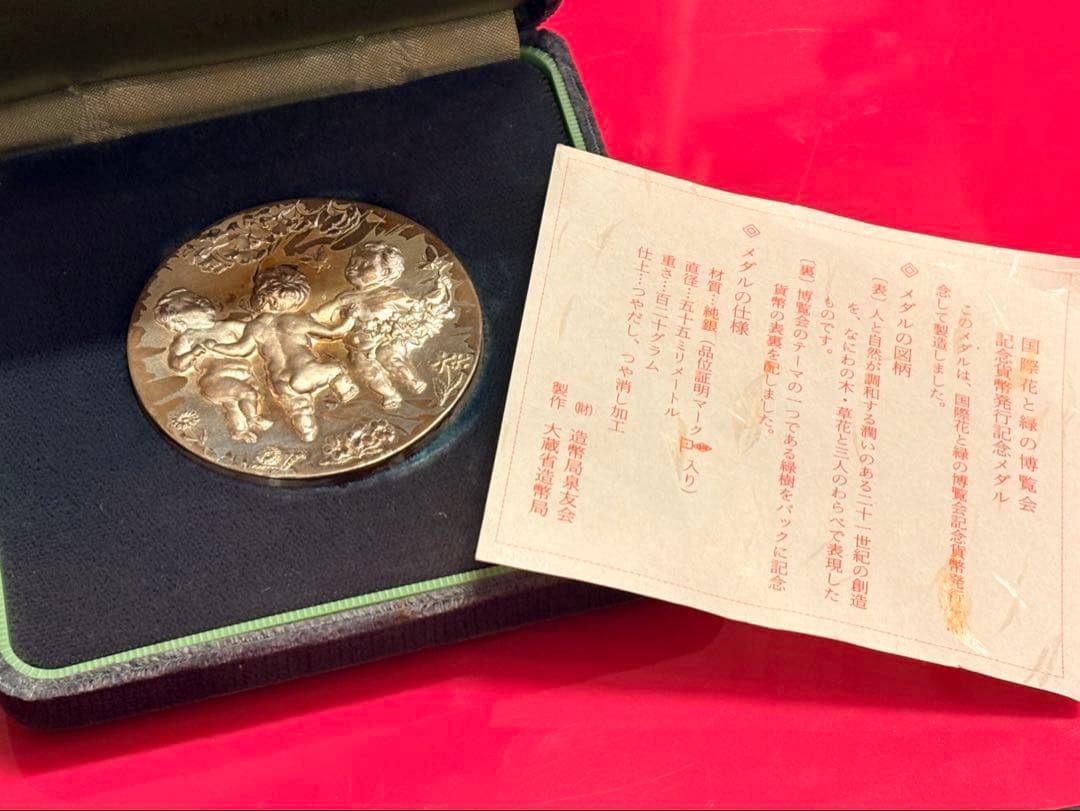 国際花と緑の博覧会
記念貨幣発行記念メダル
このメダルは、国際花と緑の博覧会記念貨幣発行
念して製造しました。
◈ メダルの図柄
〔表〕人と自然が調和する潤いのある二十一世紀の創造
を、なにわの木・草花と三人のわらべで表現した
ものです。
〔裏〕博覧会のテーマの一つである緑樹をバックに記念
貨幣の表裏を配しました。
◈ メダルの仕様
材質…純銀（品位証明マーク入り）
直径…五十五ミリメートル
重さ…百二十グラム
仕上…つやだし、つや消し加工
㈶ 造幣局泉友会
製作 大蔵省造幣局